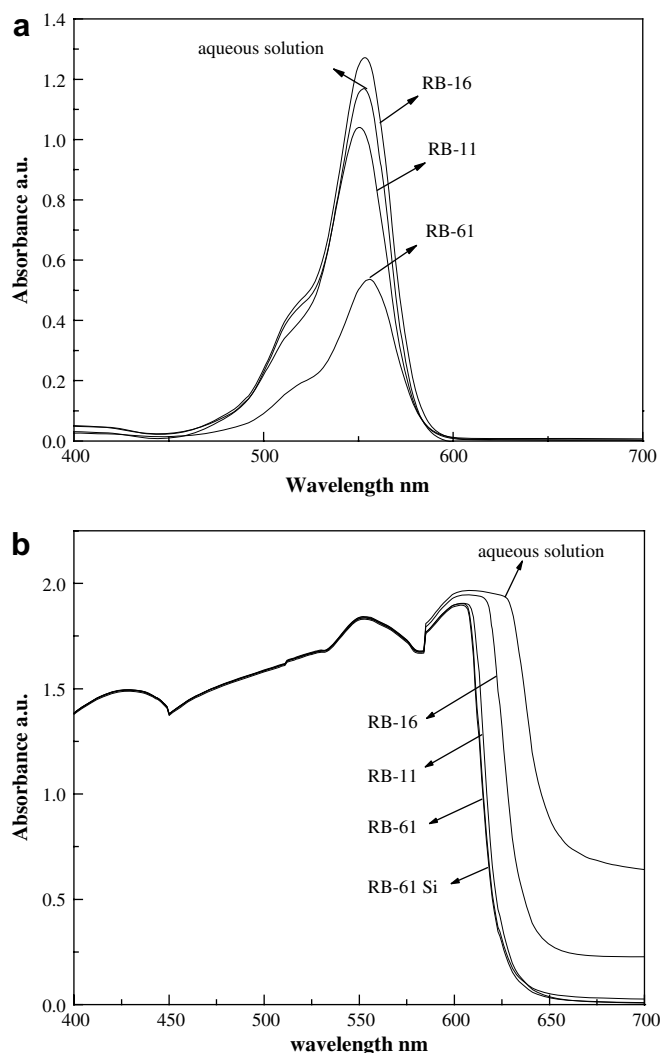 a
1.4
1.2
1.0
0.8
0.6
0.4
0.2
0.0
Absorbance a.u.
aqueous solution
RB-16
RB-11
RB-61
400
500
600
700
Wavelength nm
b
2.0
1.5
1.0
0.5
0.0
Absorbance a.u.
aqueous solution
RB-16
RB-11
RB-61
RB-61 Si
400
450
500
550
600
650
700
wavelength nm